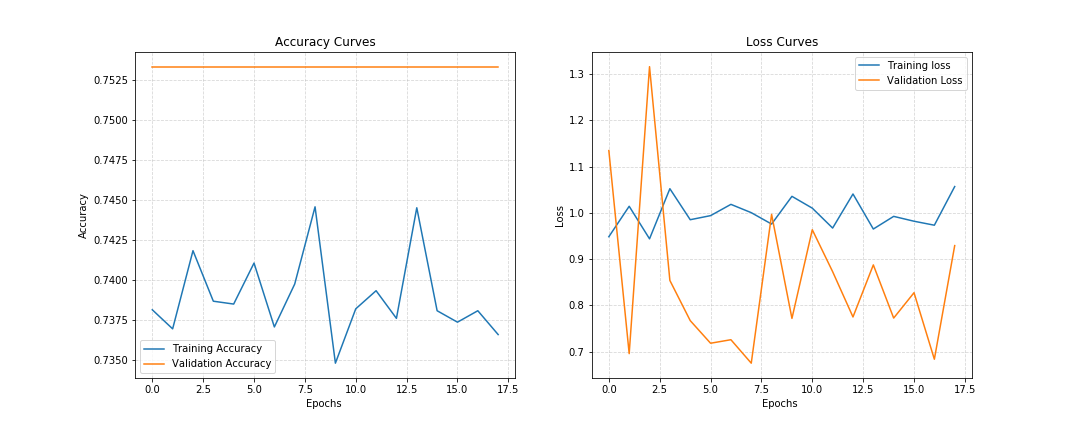 Accuracy Curves
0.7525
0.7500
0.7475
0.7450
0.7425
0.7400
0.7375
0.7350
Accuracy
Training Accuracy
Validation Accuracy
0.0 2.5 5.0 7.5 10.0 12.5 15.0 17.5
Epochs
Loss Curves
1.3
1.2
1.1
1.0
0.9
0.8
0.7
Loss
Training loss
Validation Loss
0.0 2.5 5.0 7.5 10.0 12.5 15.0 17.5
Epochs